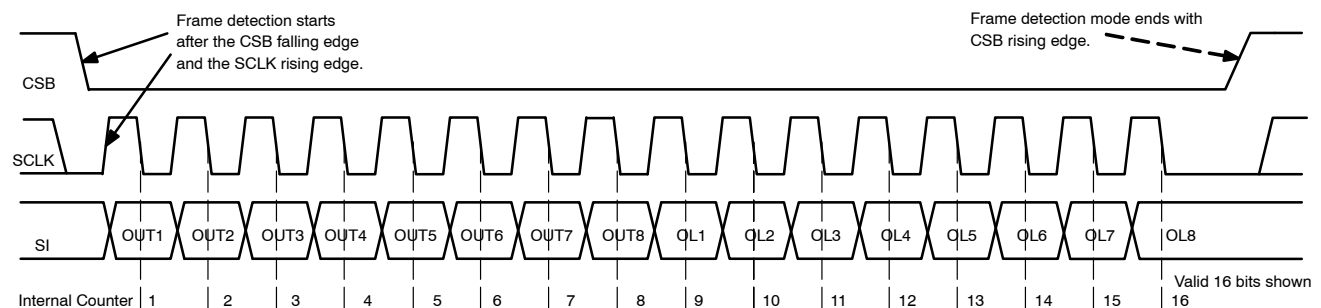 Frame detection starts
after the CSB falling edge
and the SCLK rising edge.
Frame detection mode ends with
CSB rising edge.
CSB
SCLK
SI
OUT1 OUT2 OUT3 OUT4 OUT5 OUT6 OUT7 OUT8 OL1 OL2 OL3 OL4 OL5 OL6 OL7 OL8
Valid 16 bits shown
Internal Counter 1 2 3 4 5 6 7 8 9 10 11 12 13 14 15 16